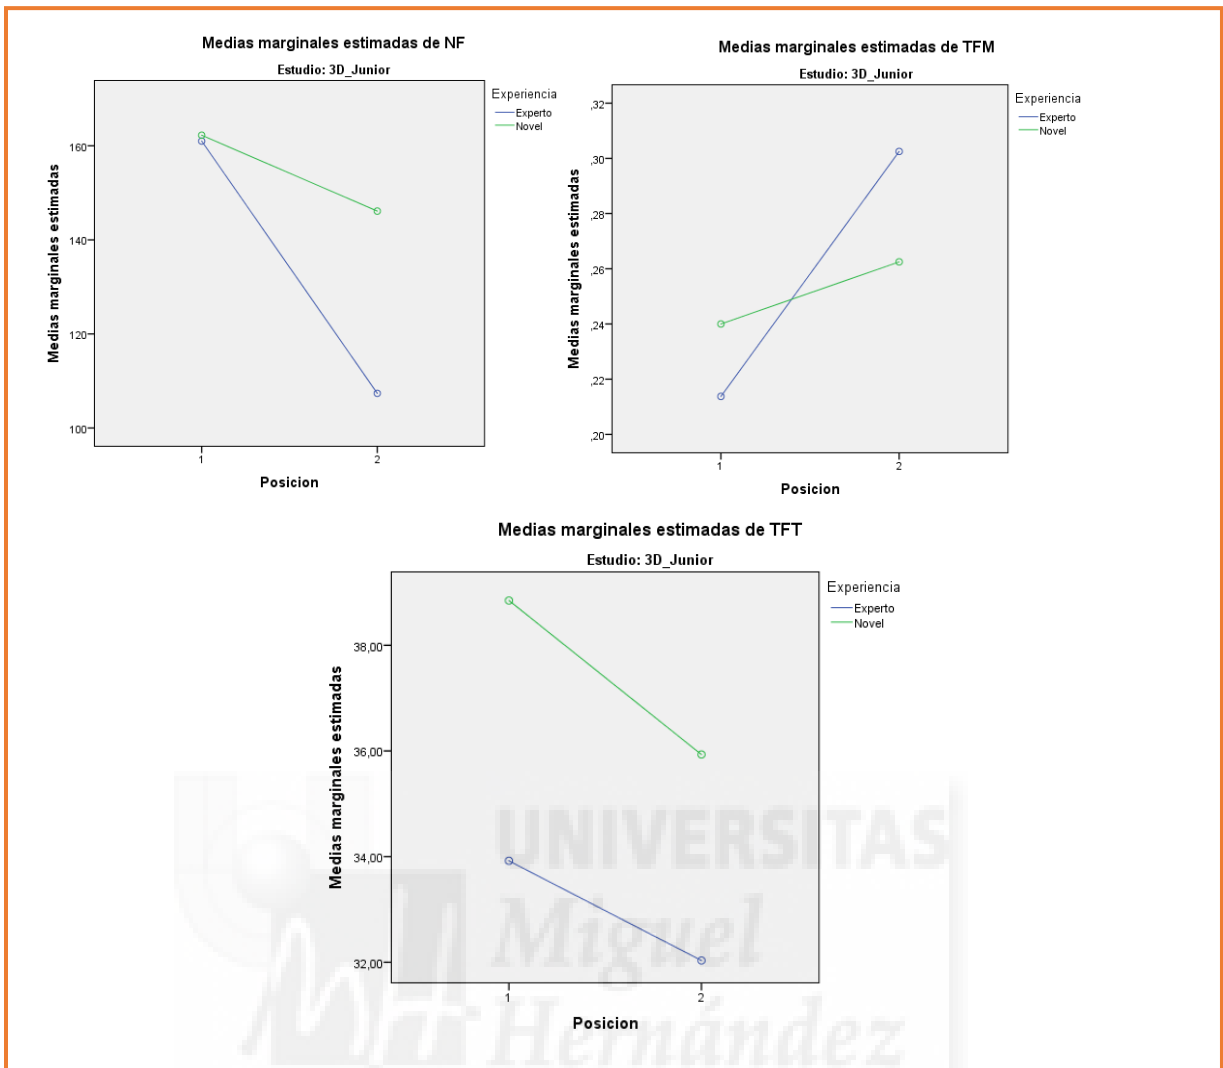 Medias marginales estimadas de NF
Estudio: 3D_Junior
Experiencia
Experto
Novel
Medias marginales estimadas
160
140
120
100
1
2
Posicion
Medias marginales estimadas de TFM
Estudio: 3D_Junior
Experiencia
Experto
Novel
Medias marginales estimadas
,32
,30
,28
,26
,24
,22
,20
1
2
Posicion
Medias marginales estimadas de TFT
Estudio: 3D_Junior
Experiencia
Experto
Novel
Medias marginales estimadas
38,00
36,00
34,00
32,00
1
2
Posicion
UNIVERSITAS
Miguel
Hernández